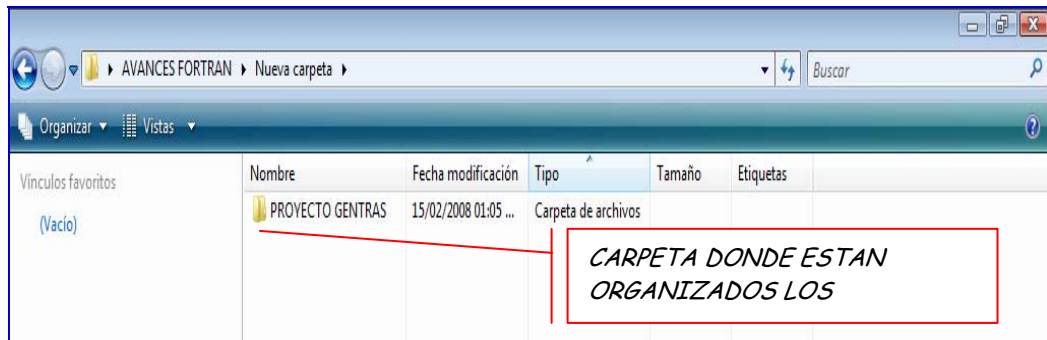 AVANCES FORTRAN Nueva carpeta Buscar
Organizar Vistas
Vínculos favoritos
(Vacío)
Nombre Fecha modificación Tipo Tamaño Etiquetas
PROYECTO GENTRAS 15/02/2008 01:05 ... Carpeta de archivos
CARPETA DONDE ESTAN
ORGANIZADOS LOS